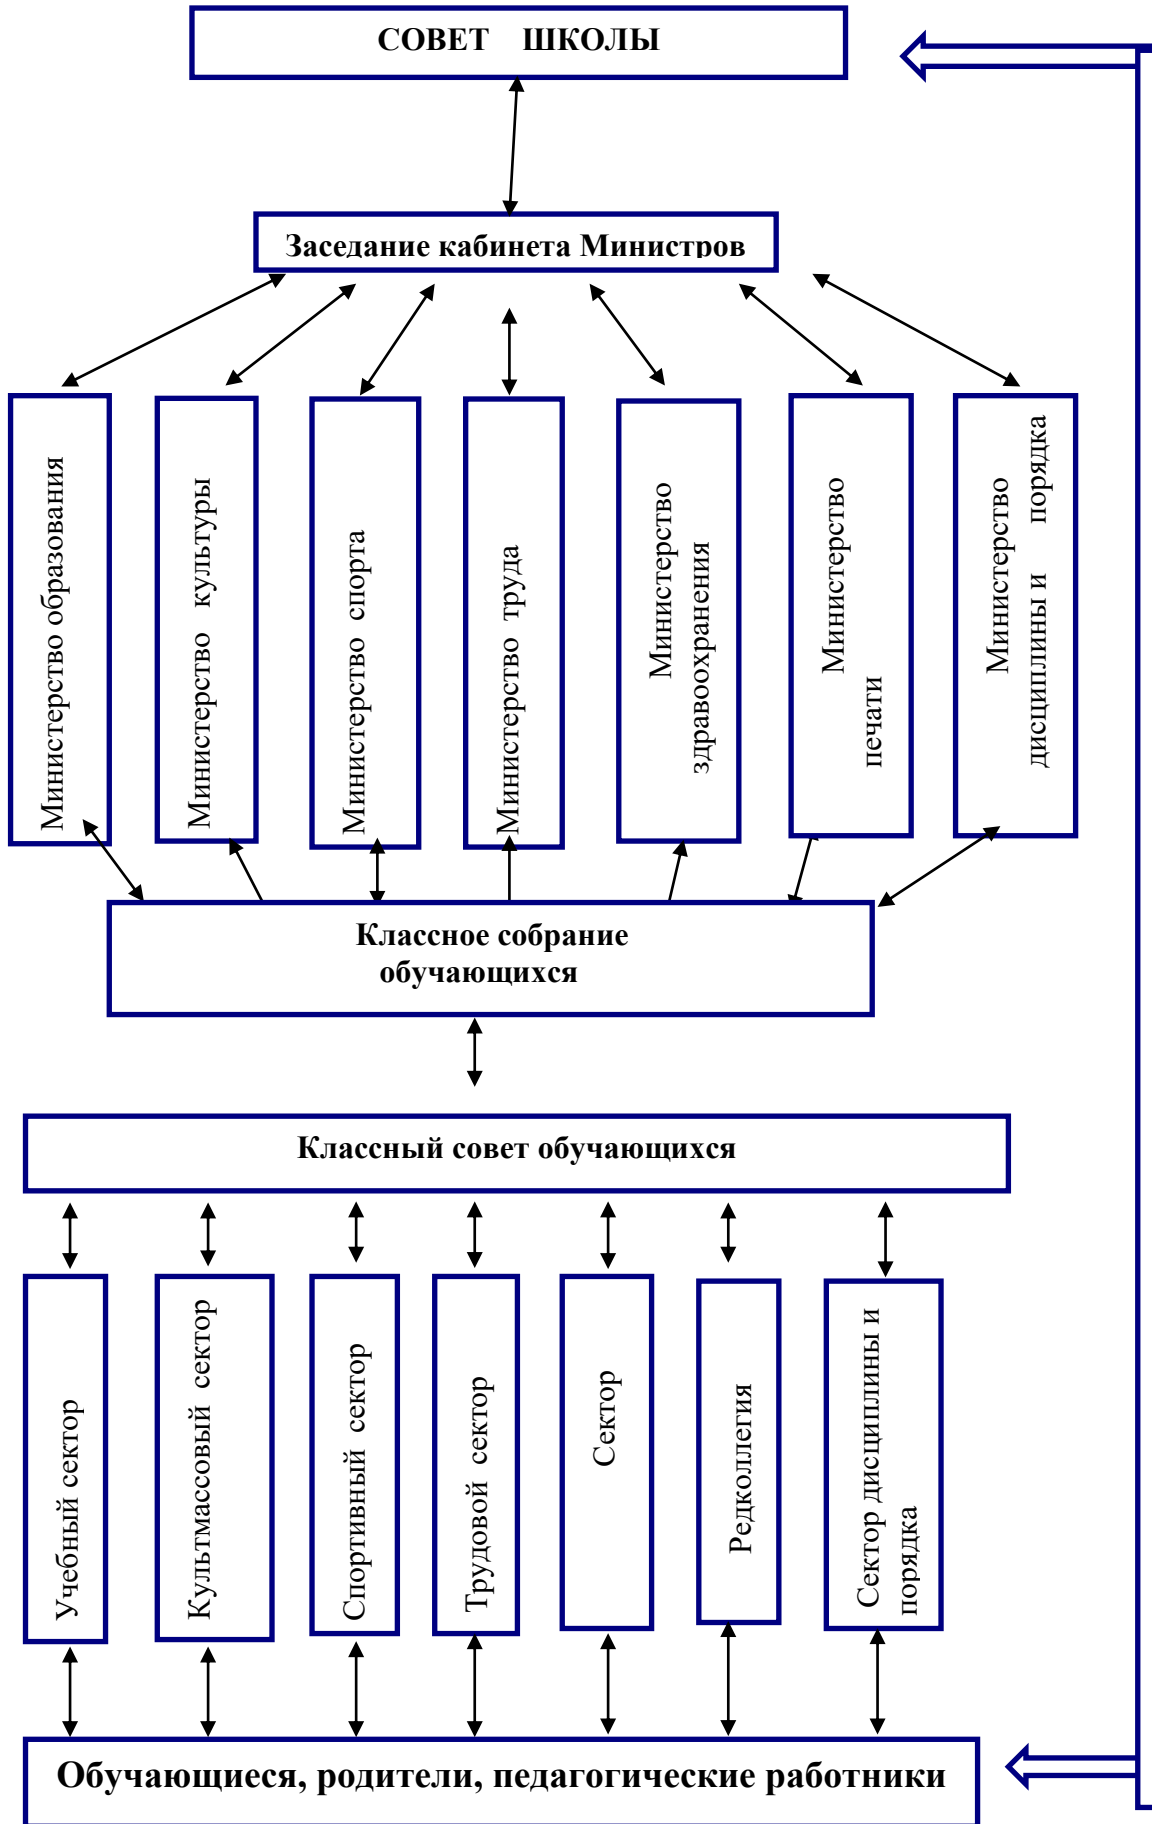 СОВЕТ ШКОЛЫ
Заседание кабинета Министров
Министерство образования
Министерство культуры
Министерство спорта
Министерство труда
Министерство
здравоохранения
Министерство
печати
Министерство
дисциплины и порядка
Классное собрание
обучающихся
Классный совет обучающихся
Учебный сектор
Культмассовый сектор
Спортивный сектор
Трудовой сектор
Сектор
Редколлегия
Сектор дисциплины и
порядка
Обучающиеся, родители, педагогические работники